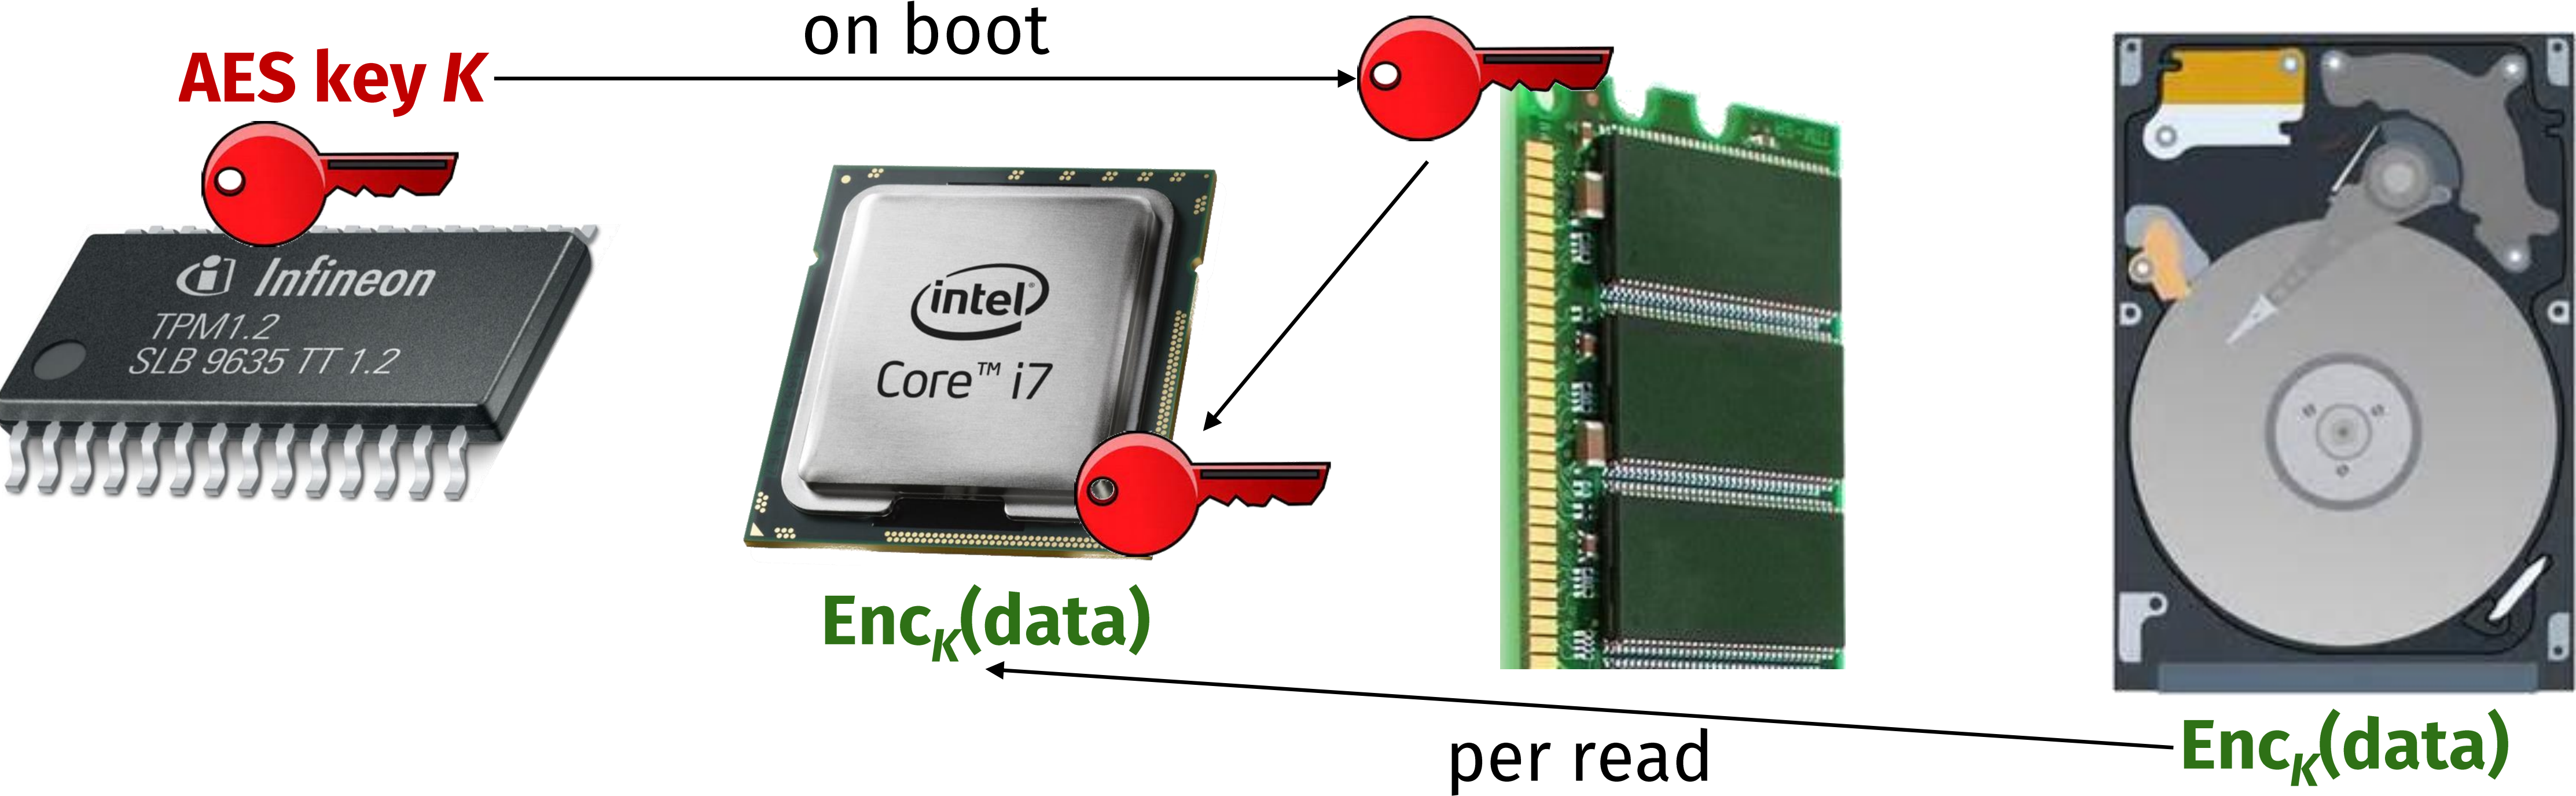 on boot
AES key K
Infineon
TPM1.2
SLB 9635 TT 1.2
intel®
Core™ i7
EncK(data)
per read
EncK(data)